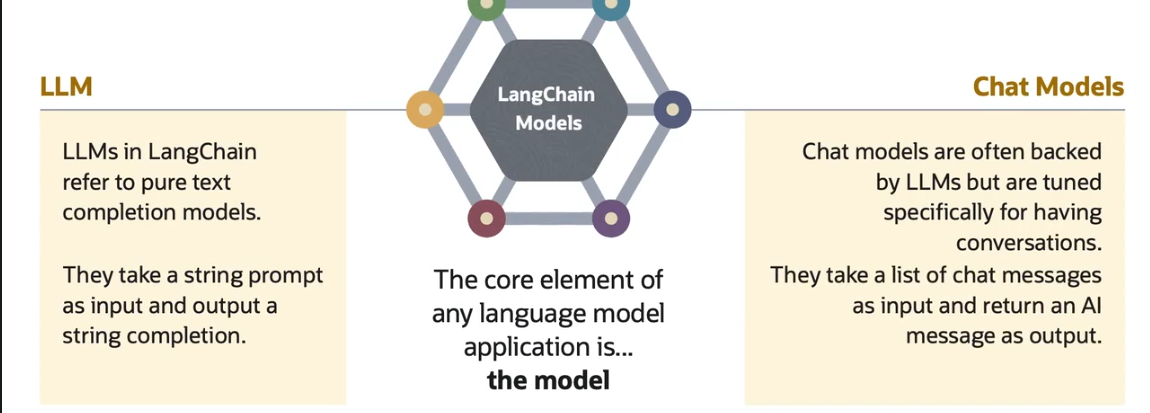 LLM
LLMs in LangChain
refer to pure text
completion models.
They take a string prompt
as input and output a
string completion.
LangChain
Models
The core element of
any language model
application is...
the model
Chat Models
Chat models are often backed
by LLMs but are tuned
specifically for having
conversations.
They take a list of chat messages
as input and return an AI
message as output.